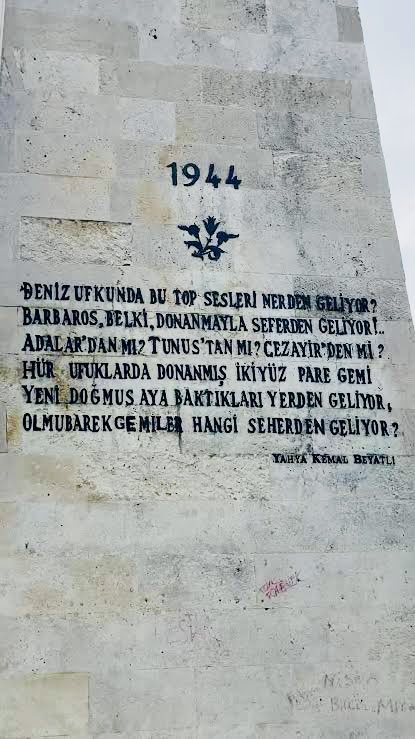 1944
DENİZ UFKUNDA BU TOP SESLERİ NERDEN GELİYOR?
BARBAROS, BELKİ, DONANMAYLA SEFERDEN GELİYOR!..
ADALAR'DAN MI? TUNUS'TAN MI? CEZAYİR'DEN Mİ?
HÜR UFUKLARDA DONANMIŞ İKİYÜZ PARE GEMİ
YENİ DOĞMUŞ AYA BAKTIKLARI YERDEN GELİYOR,
OLMUBAREK GEMİLER HANGİ SEHERDEN GELİYOR?
YAHYA KEMAL BEYATLI